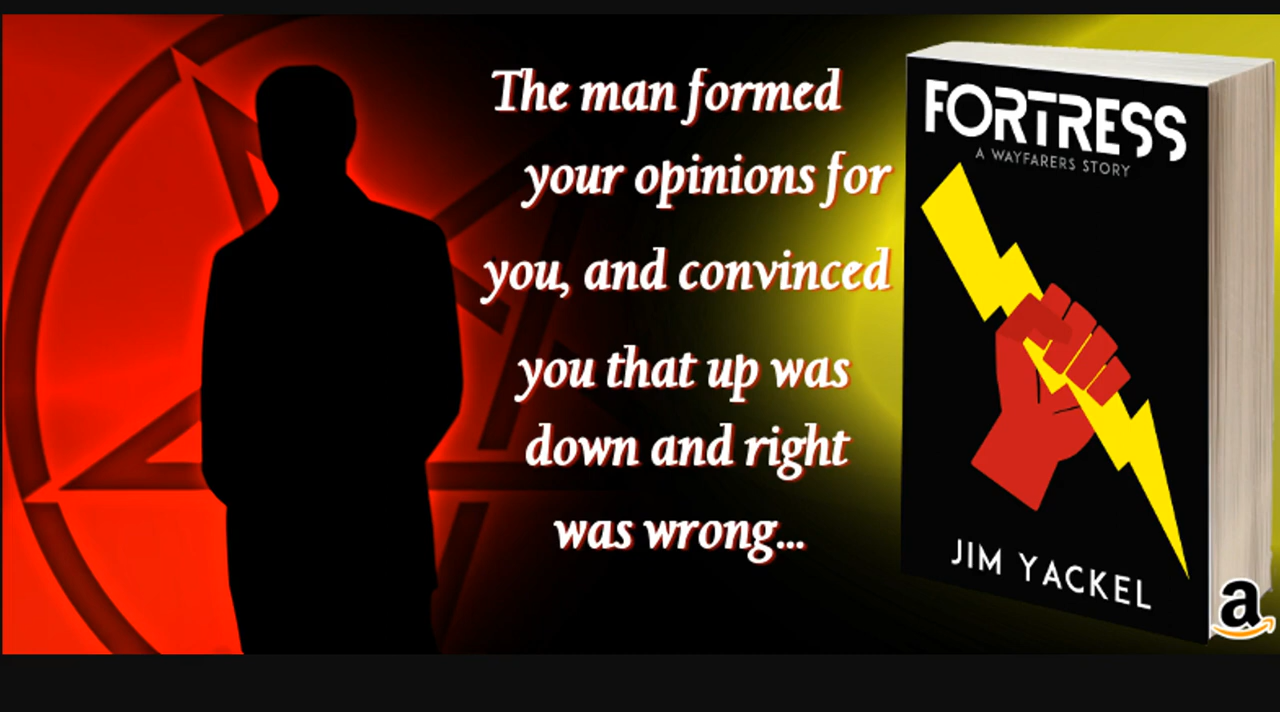 The man formed
your opinions for
you, and convinced
you that up was
down and right
was wrong...
FORTRESS
A WAYFARERS STORY
JIM YACKEL
a